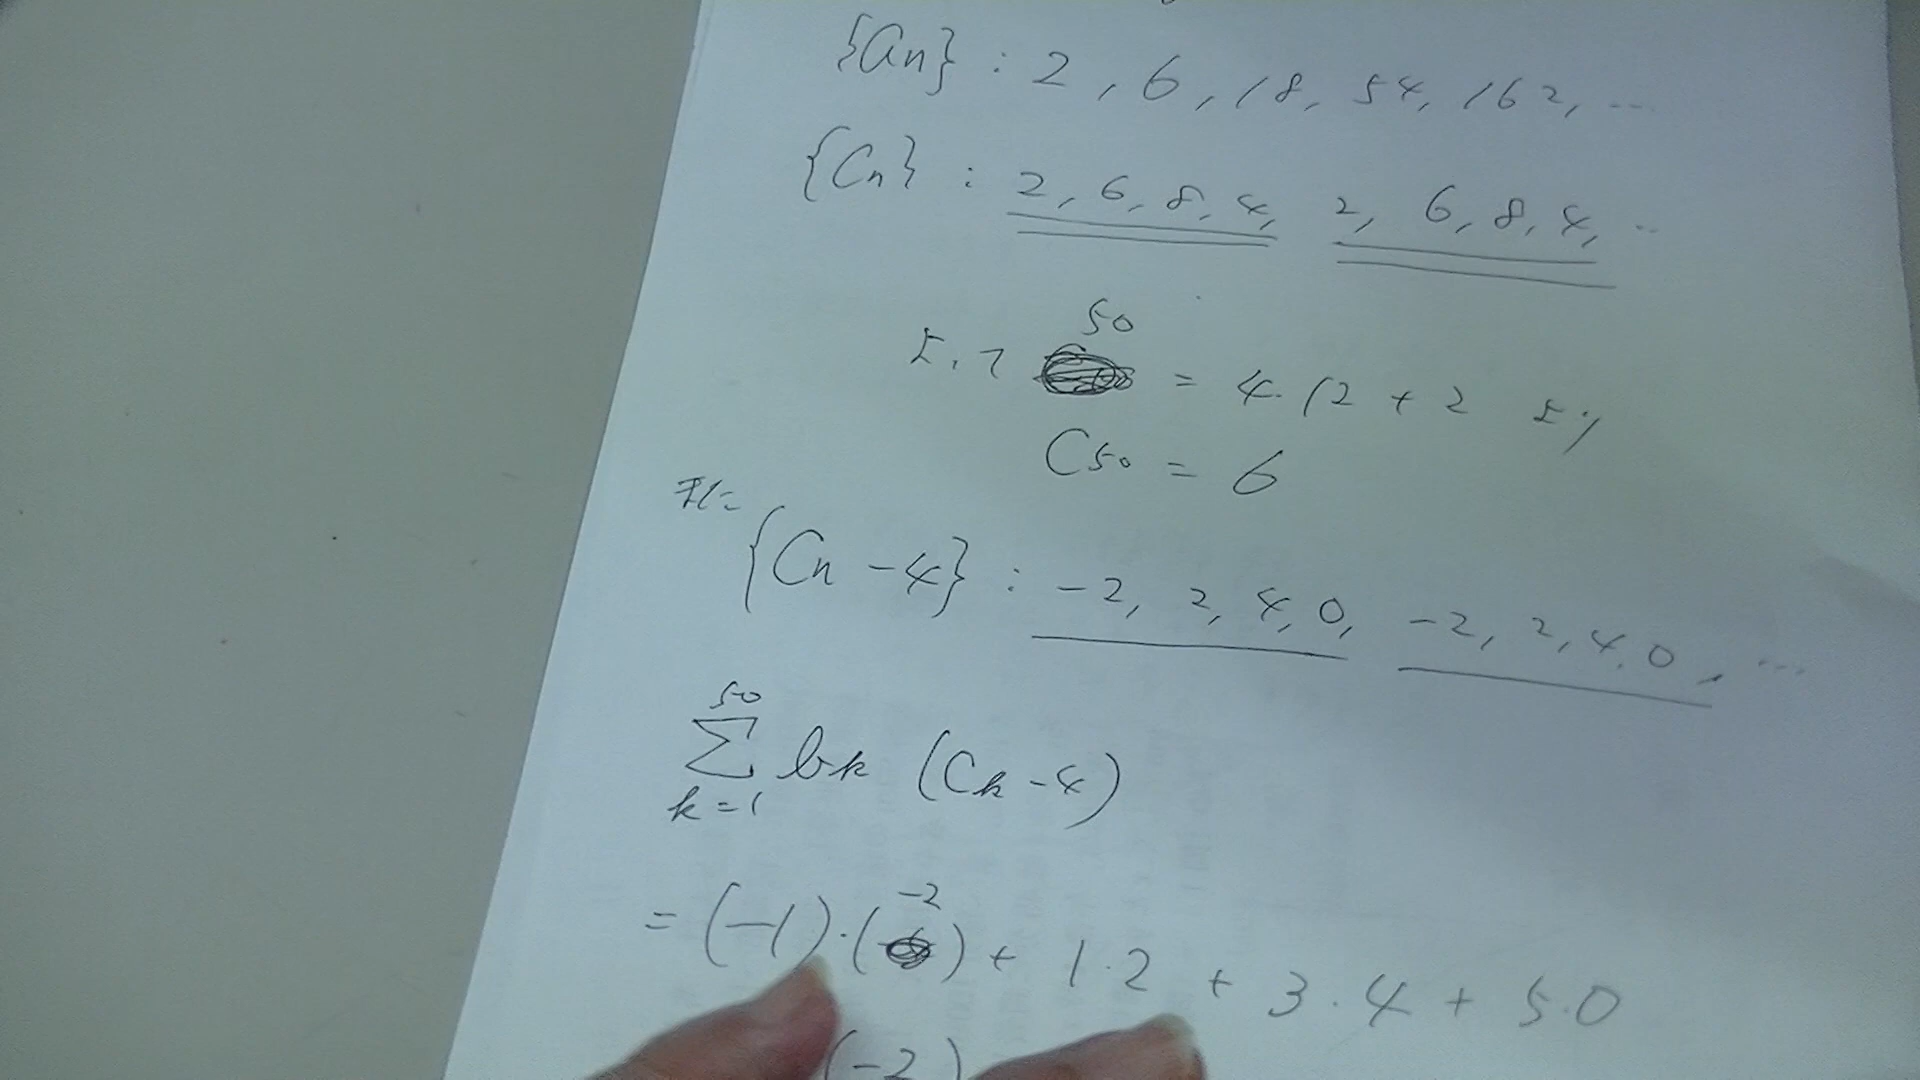 {an} : 2, 6, 18, 54, 162, ...
{Cn} : 2, 6, 8, 4, 2, 6, 8, 4, ...
よって 50 = 4・12 + 2 より
C50 = 6
{Cn - 4} : -2, 2, 4, 0, -2, 2, 4, 0, ...
50
Σ bk (Ck - 4)
k=1
= (-1)・(-2) + 1・2 + 3・4 + 5・0
(-2)